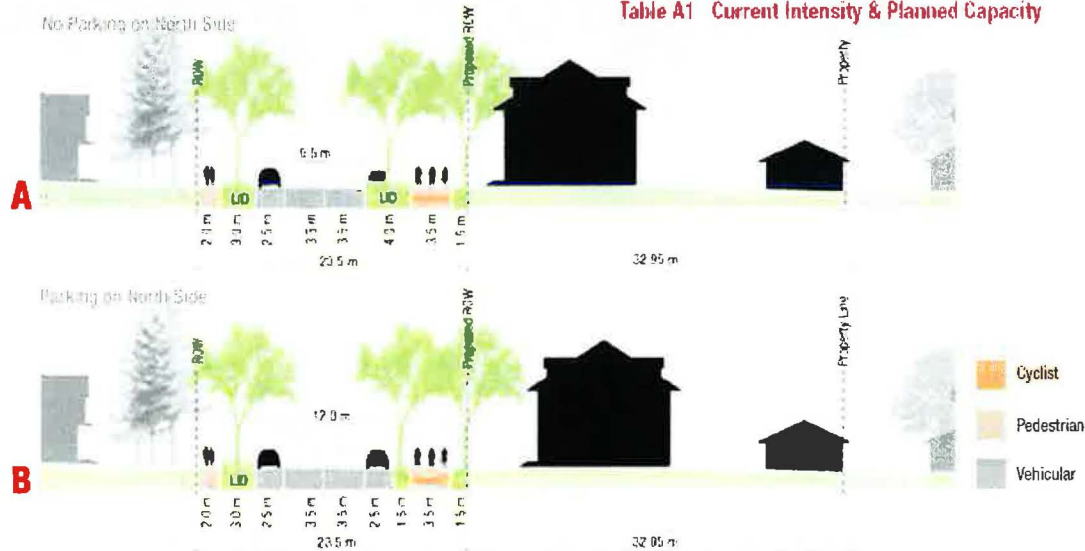 Table A1 Current Intensity & Planned Capacity
No Parking on North Side
ROW
Proposed ROW
Property
9.5 m
A
LID
LID
2.0 m
3.0 m
2.5 m
3.5 m
3.5 m
4.0 m
3.5 m
1.5 m
23.5 m
32.95 m
Parking on North Side
ROW
Proposed ROW
Property Line
12.0 m
B
LID
2.0 m
3.0 m
2.5 m
3.5 m
3.5 m
2.5 m
1.5 m
3.5 m
1.5 m
23.5 m
Cyclist
Pedestrian
Vehicular